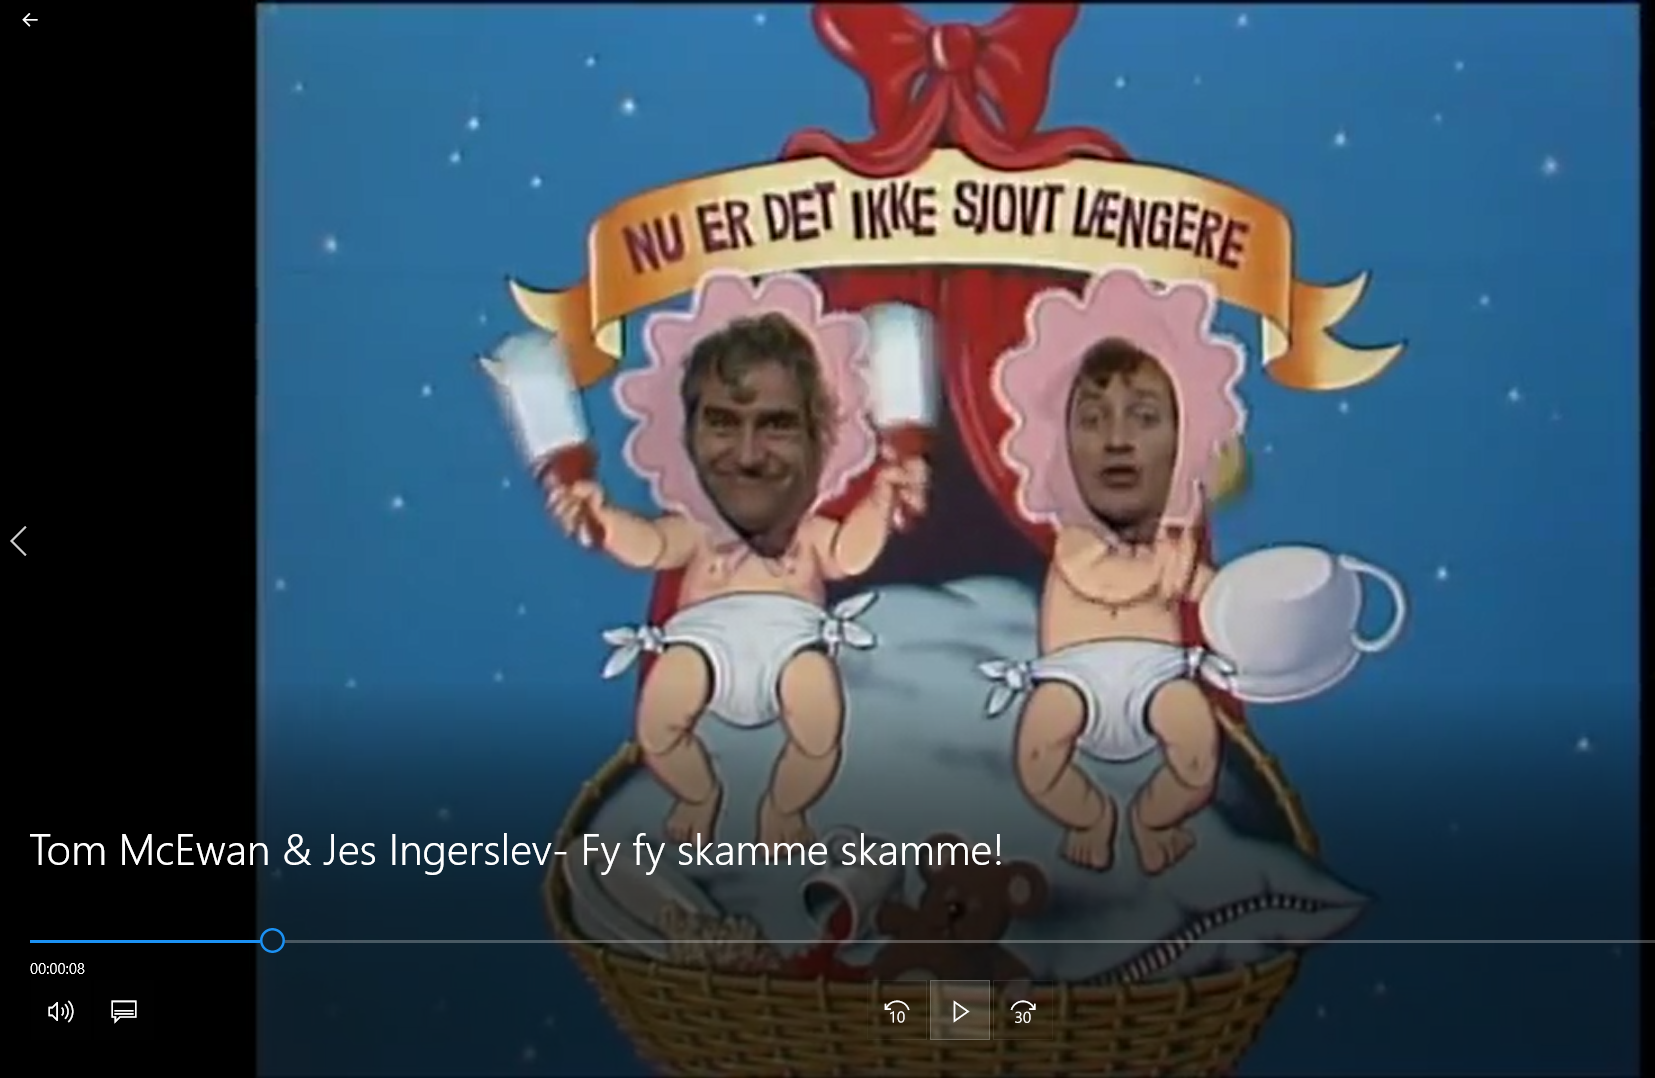 NU ER DET IKKE SJOVT LÆNGERE
Tom McEwan & Jes Ingerslev- Fy fy skamme skamme!
00:00:08
10
30